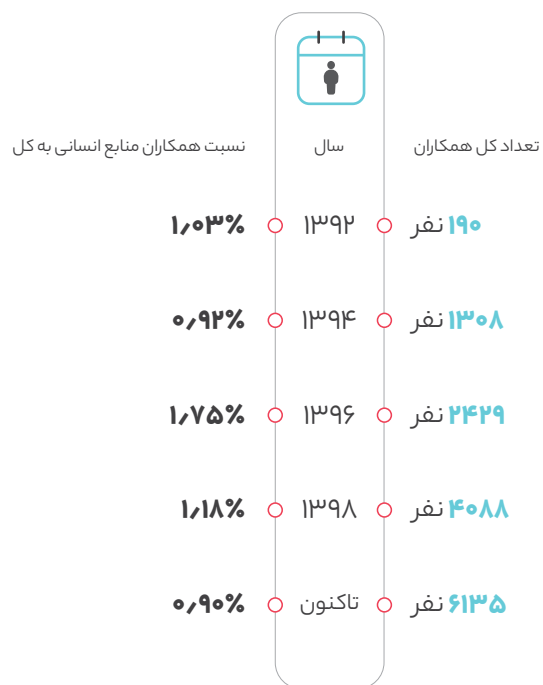 تعداد کل همکاران سال نسبت همکاران منابع انسانی به کل
۱۹۰ نفر ۱۳۹۲ ۱٫۰۳%
۱۳۰۸ نفر ۱۳۹۴ ۰٫۹۲%
۲۴۲۹ نفر ۱۳۹۶ ۱٫۷۵%
۴۰۸۸ نفر ۱۳۹۸ ۱٫۱۸%
۶۱۳۵ نفر تاکنون ۰٫۹۰%